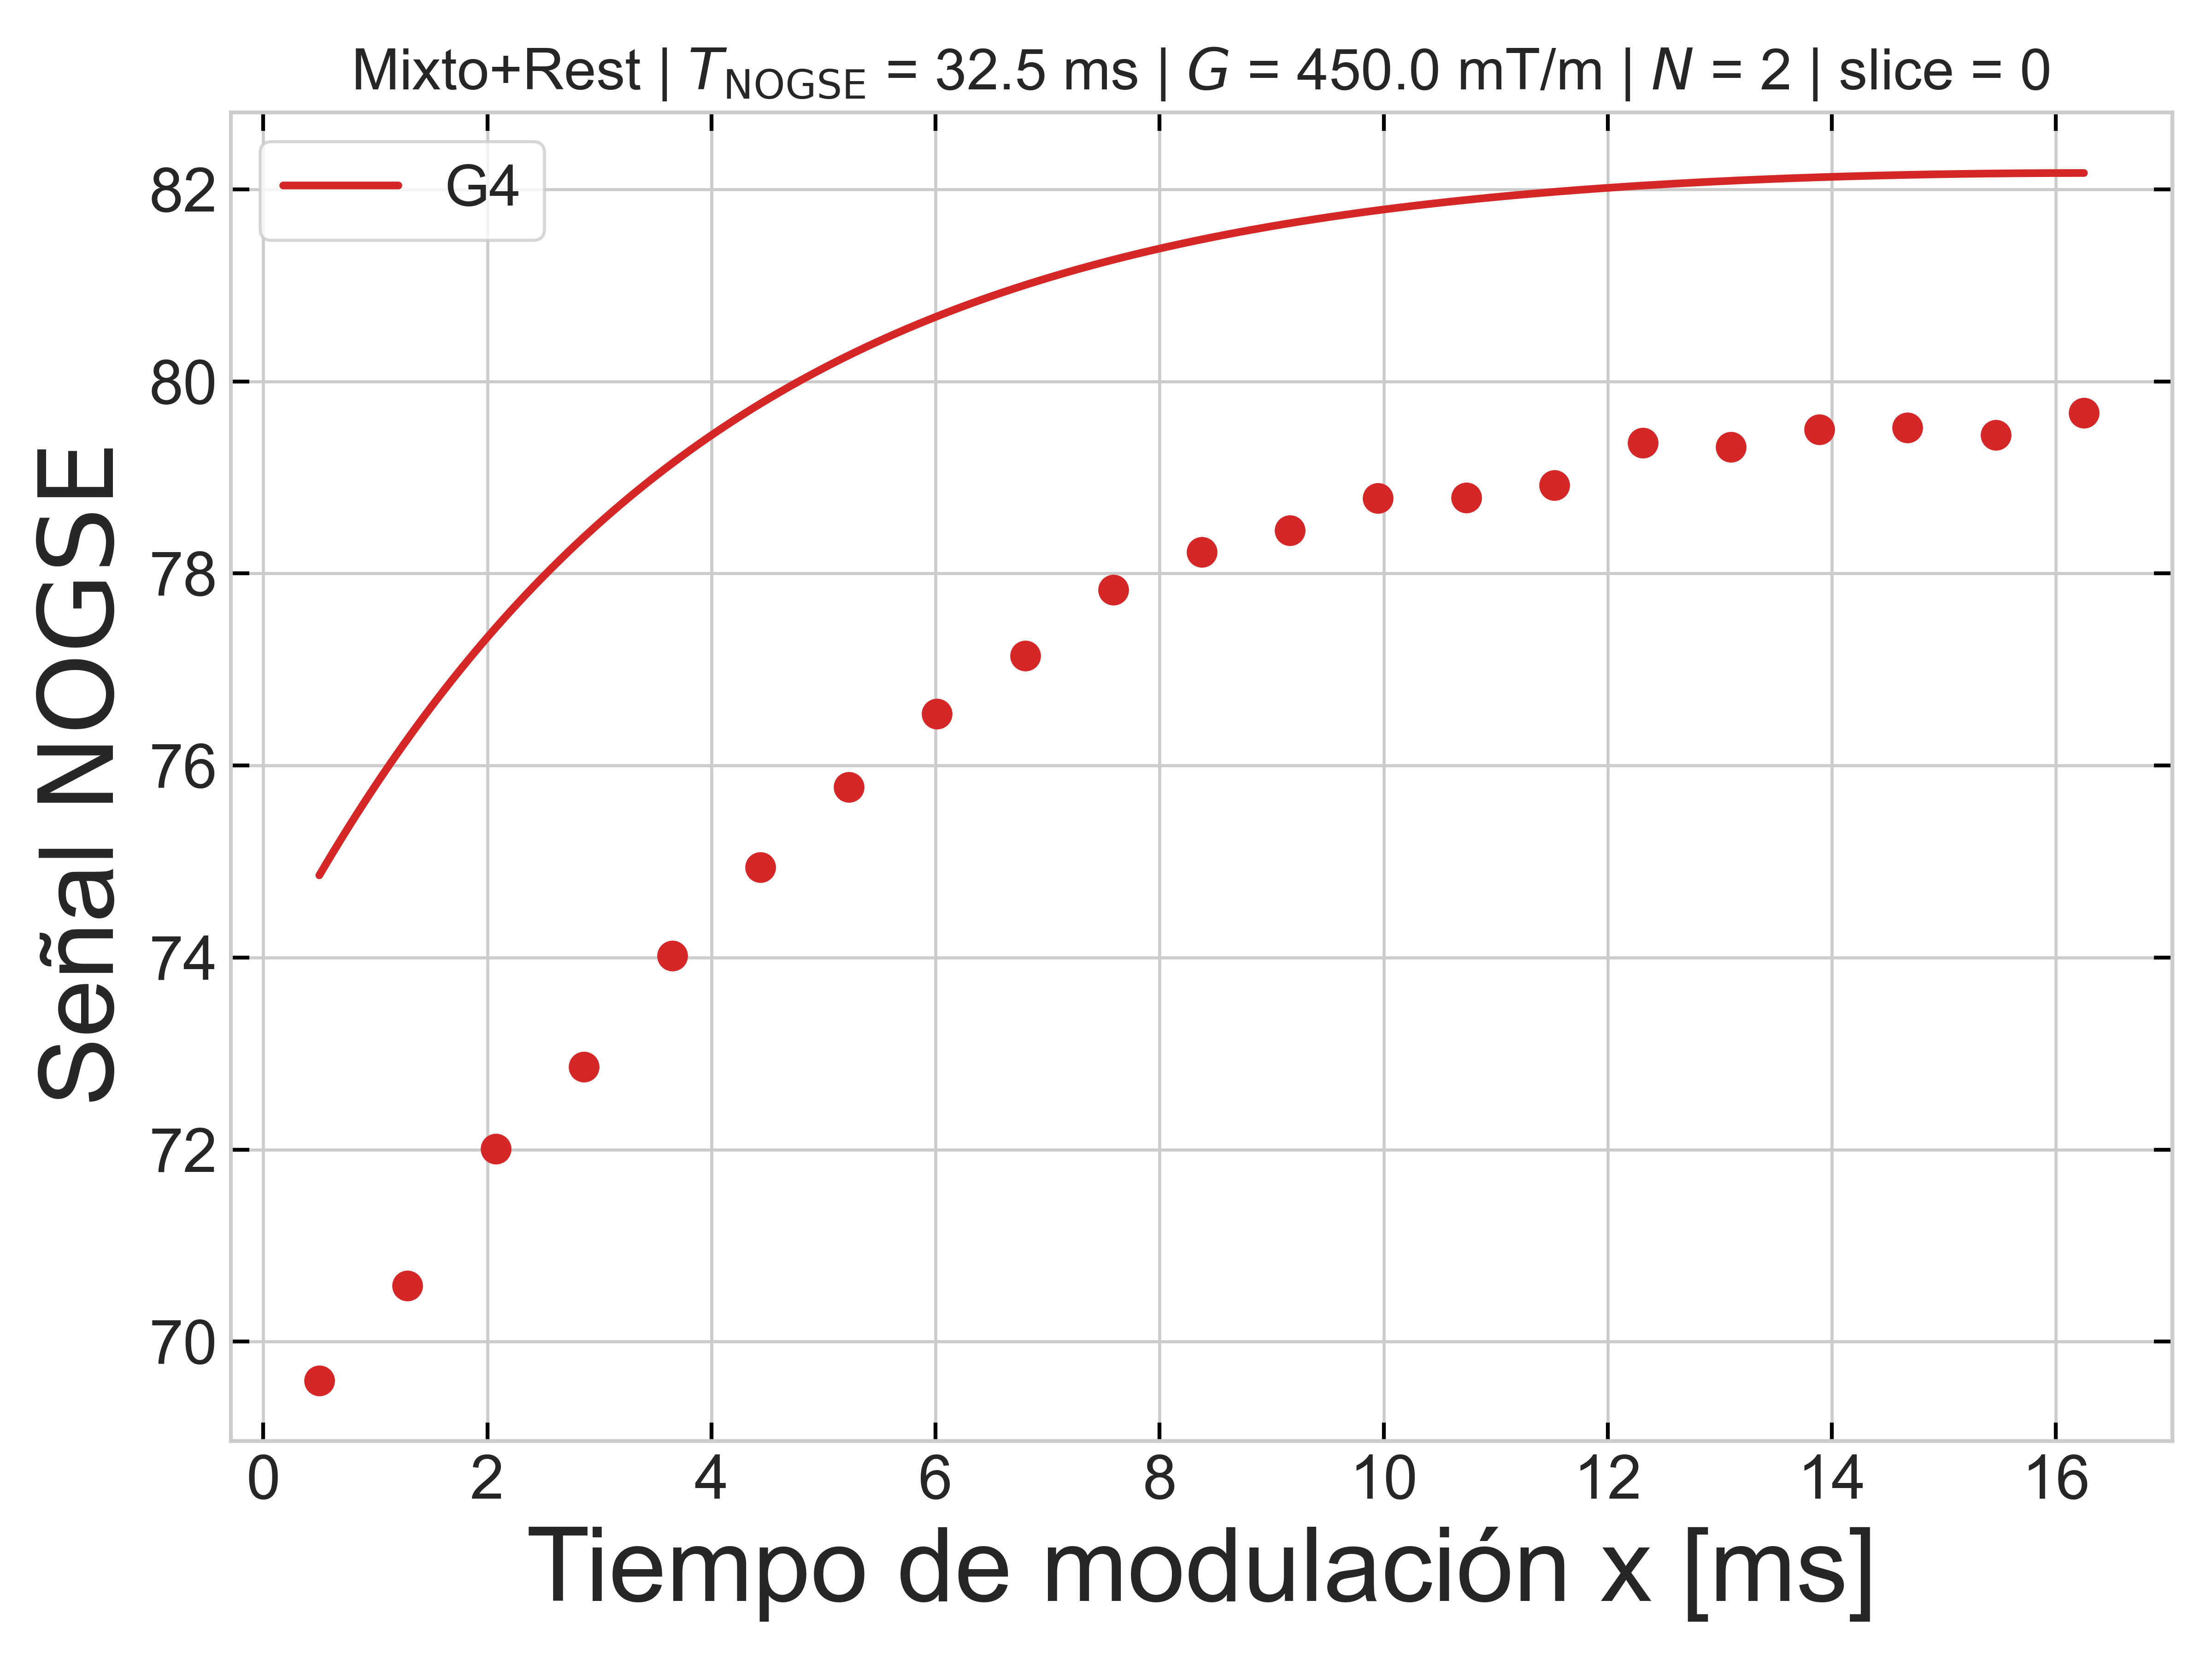 Mixto+Rest | T_NOGSE = 32.5 ms | G = 450.0 mT/m | N = 2 | slice = 0
G4
82
80
78
76
74
72
70
Señal NOGSE
0 2 4 6 8 10 12 14 16
Tiempo de modulación x [ms]